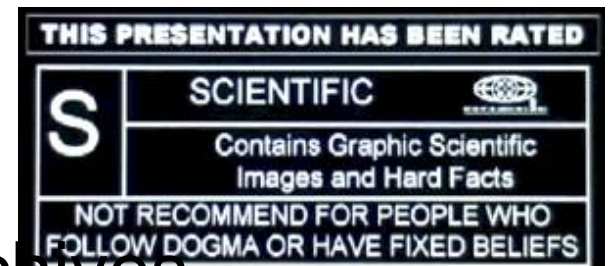 THIS PRESENTATION HAS BEEN RATED
S
SCIENTIFIC
Contains Graphic Scientific
Images and Hard Facts
NOT RECOMMEND FOR PEOPLE WHO
FOLLOW DOGMA OR HAVE FIXED BELIEFS